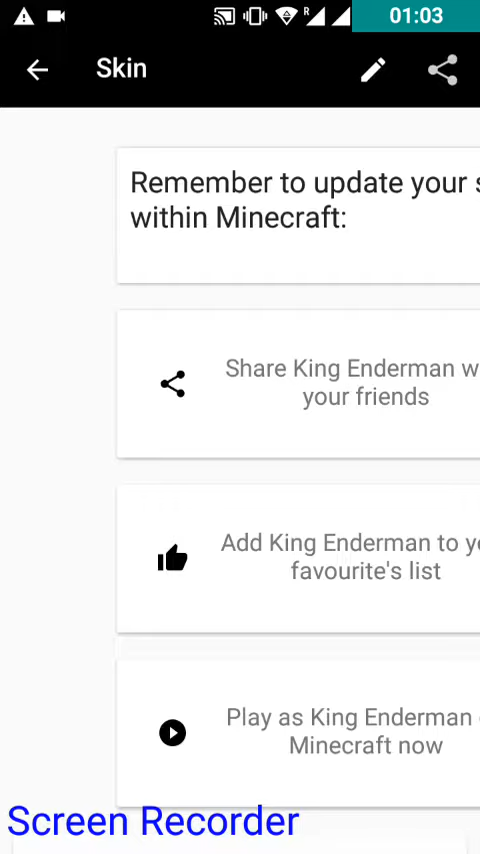 R
01:03
Skin
Remember to update your
within Minecraft:
Share King Enderman
your friends
Add King Enderman to
favourite's list
Play as King Enderman
Minecraft now
Screen Recorder